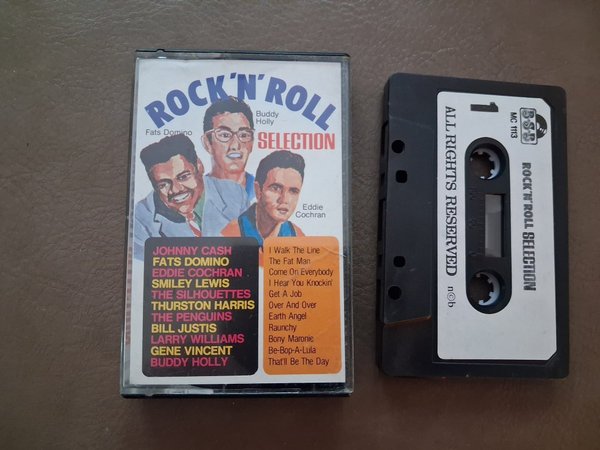 ROCK'N'ROLL
SELECTION
Fats Domino
Buddy
Holly
Eddie
Cochran
JOHNNY CASH
FATS DOMINO
EDDIE COCHRAN
SMILEY LEWIS
THE SILHOUETTES
THURSTON HARRIS
THE PENGUINS
BILL JUSTIS
LARRY WILLIAMS
GENE VINCENT
BUDDY HOLLY
I Walk The Line
The Fat Man
Come On Everybody
I Hear You Knockin'
Get A Job
Over And Over
Earth Angel
Raunchy
Bony Maronie
Be-Bop-A-Lula
That'll Be The Day
MC 1113
ROCK'N'ROLL SELECTION
1
ALL RIGHTS RESERVED